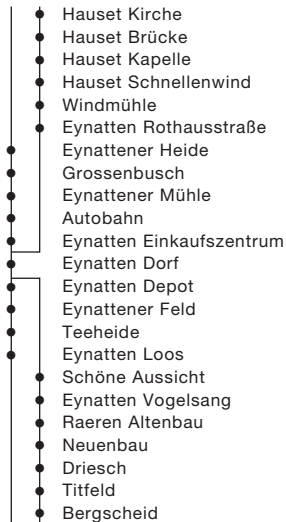 Hauset Kirche
Hauset Brücke
Hauset Kapelle
Hauset Schnellenwind
Windmühle
Eynatten Rothausstraße
Eynattener Heide
Grossenbusch
Eynattener Mühle
Autobahn
Eynatten Einkaufszentrum
Eynatten Dorf
Eynatten Depot
Eynattener Feld
Teeheide
Eynatten Loos
Schöne Aussicht
Eynatten Vogelsang
Raeren Altenbau
Neuenbau
Driesch
Titfeld
Bergscheid